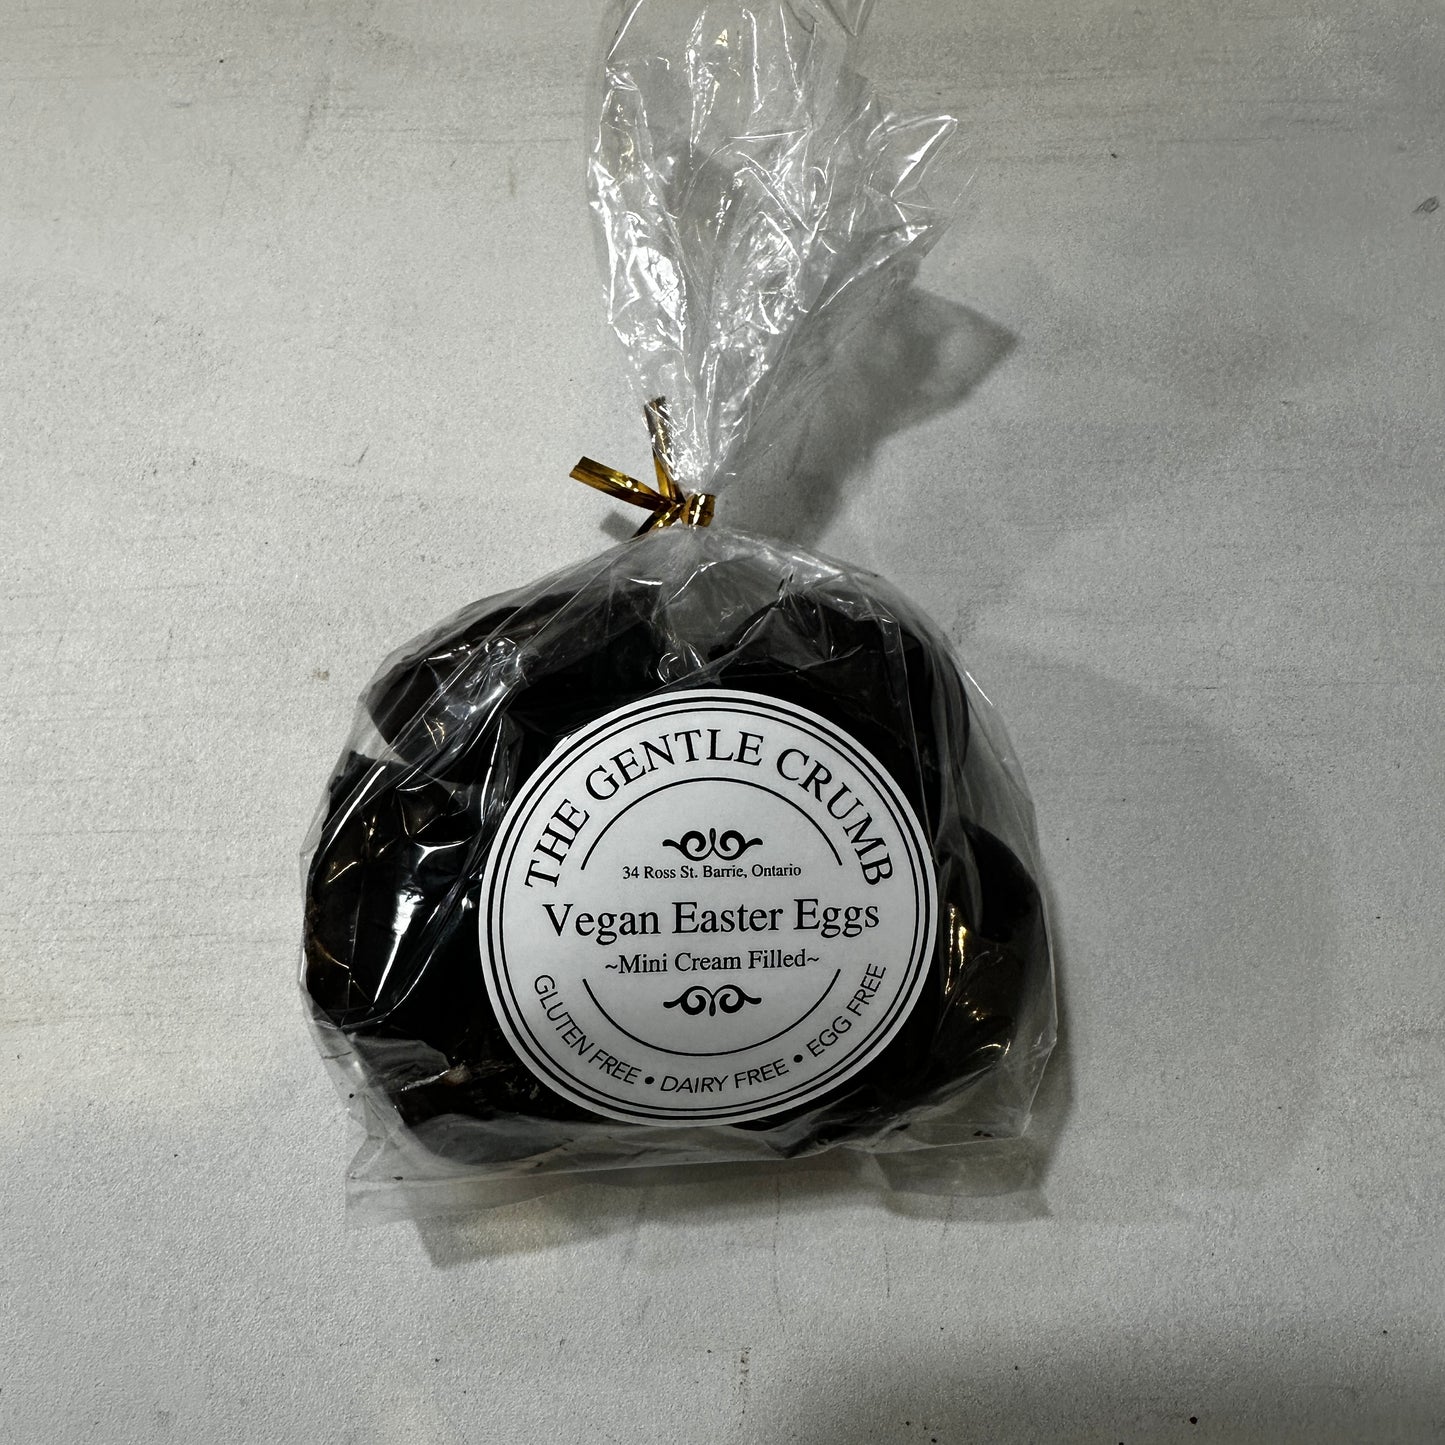 THE GENTLE CRUMB
34 Ross St. Barrie, Ontario
Vegan Easter Eggs
~Mini Cream Filled~
GLUTEN FREE • DAIRY FREE • EGG FREE